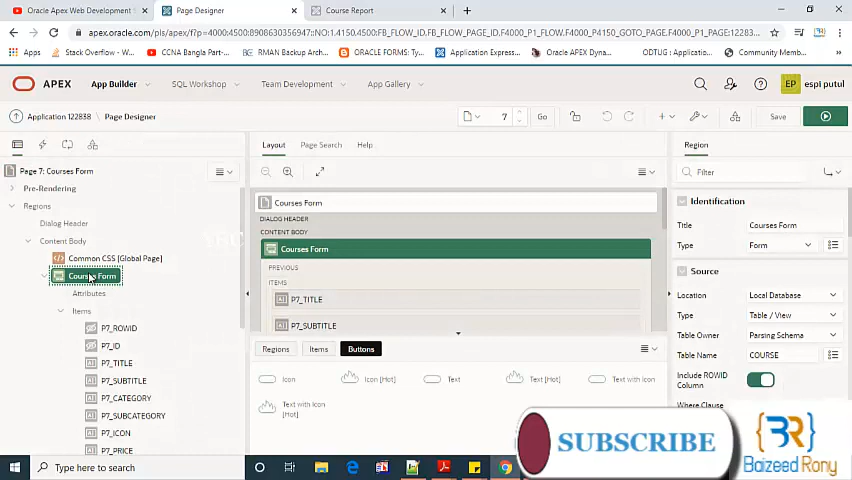 Oracle Apex Web Development S
Page Designer
Course Report
apex.oracle.com/pls/apex/f?p=4000:4500:8908630356947::NO:1,4150,4500:FB_FLOW_ID,FB_FLOW_PAGE_ID,F4000_P1_FLOW,F4000_P4150_GOTO_PAGE,F4000_P1_PAGE:12283...
Apps
Stack Overflow - W...
CCNA Bangla Part-...
RMAN Backup Arch...
ORACLE FORMS: Ty...
Application Express...
Oracle APEX Dyna...
ODTUG : Applicatio...
Community Memb...
APEX
App Builder
SQL Workshop
Team Development
App Gallery
EP
espi putul
Application 122838
Page Designer
7
Go
Save
Layout
Page Search
Help
Region
Page 7: Courses Form
Filter
Pre-Rendering
Regions
Dialog Header
Content Body
Common CSS [Global Page]
Courses Form
Attributes
Items
P7_ROWID
P7_ID
P7_TITLE
P7_SUBTITLE
P7_CATEGORY
P7_SUBCATEGORY
P7_ICON
P7_PRICE
Courses Form
DIALOG HEADER
CONTENT BODY
Courses Form
PREVIOUS
ITEMS
P7_TITLE
P7_SUBTITLE
Regions
Items
Buttons
Icon
Icon [Hot]
Text
Text [Hot]
Text with Icon
Text with Icon
[Hot]
Identification
Title
Courses Form
Type
Form
Source
Location
Local Database
Type
Table / View
Table Owner
Parsing Schema
Table Name
COURSE
Include ROWID
Column
Where Clause
SUBSCRIBE
BR
Baizeed Rony
Type here to search